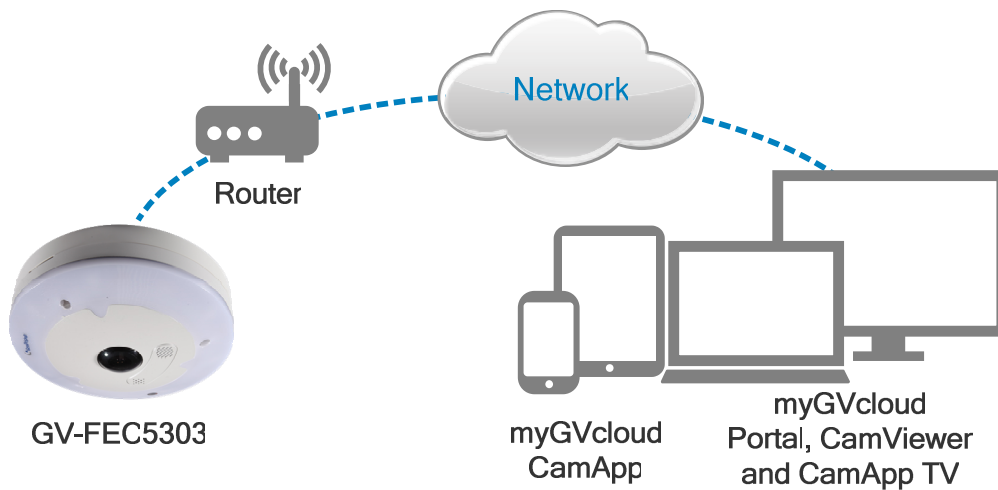 Network
Router
GV-FEC5303
myGVcloud
CamApp
myGVcloud
Portal, CamViewer
and CamApp TV